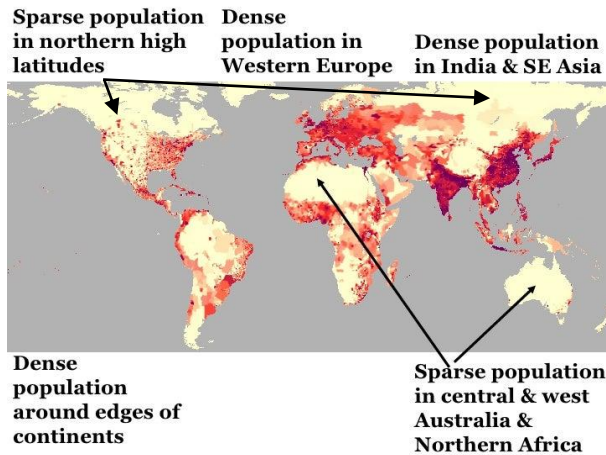 Sparse population
in northern high
latitudes
Dense
population in
Western Europe
Dense population
in India & SE Asia
Dense
population
around edges of
continents
Sparse population
in central & west
Australia &
Northern Africa